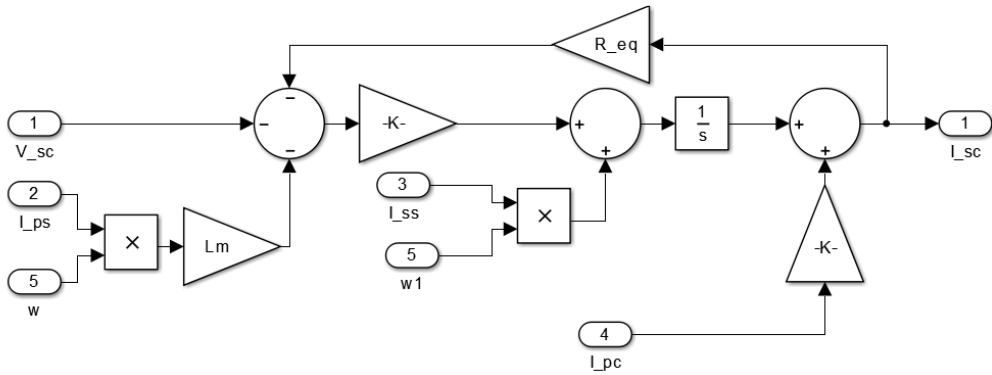 R_eq
1
V_sc
-K-
1
s
1
I_sc
2
I_ps
3
I_ss
×
Lm
×
-K-
5
w
5
w1
4
I_pc
− − −
+ +
+ +